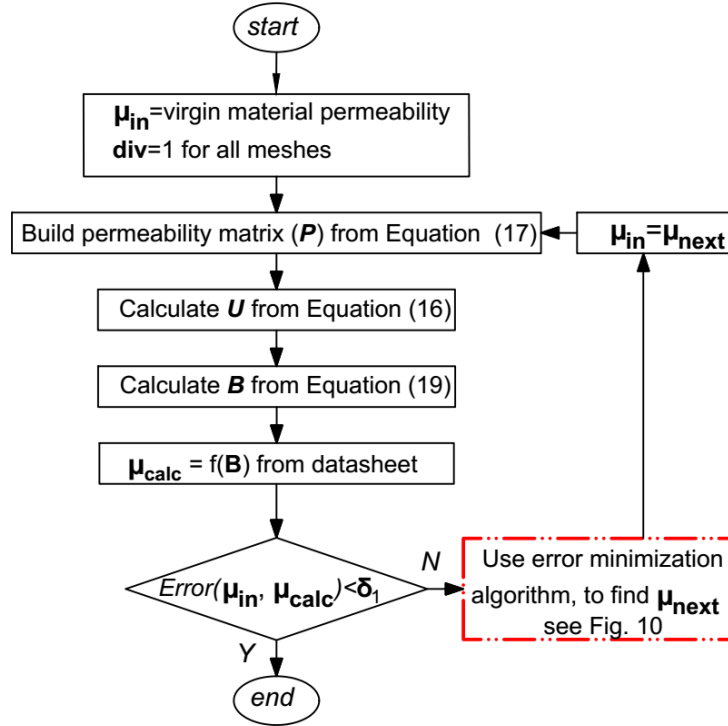 start
μin=virgin material permeability
div=1 for all meshes
Build permeability matrix (P) from Equation (17)
μin=μnext
Calculate U from Equation (16)
Calculate B from Equation (19)
μcalc = f(B) from datasheet
Error(μin, μcalc)<δ1
N
Use error minimization
algorithm, to find μnext
see Fig. 10
Y
end